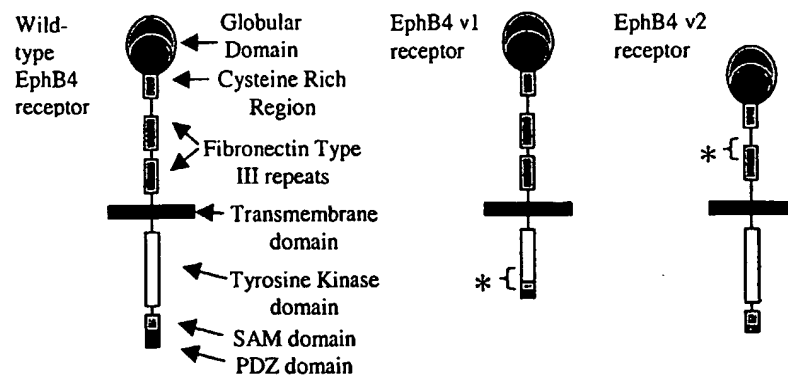 Wild-
type
EphB4
receptor
Globular
Domain
Cysteine Rich
Region
Fibronectin Type
III repeats
Transmembrane
domain
Tyrosine Kinase
domain
SAM domain
PDZ domain
EphB4 v1
receptor
*
EphB4 v2
receptor
*